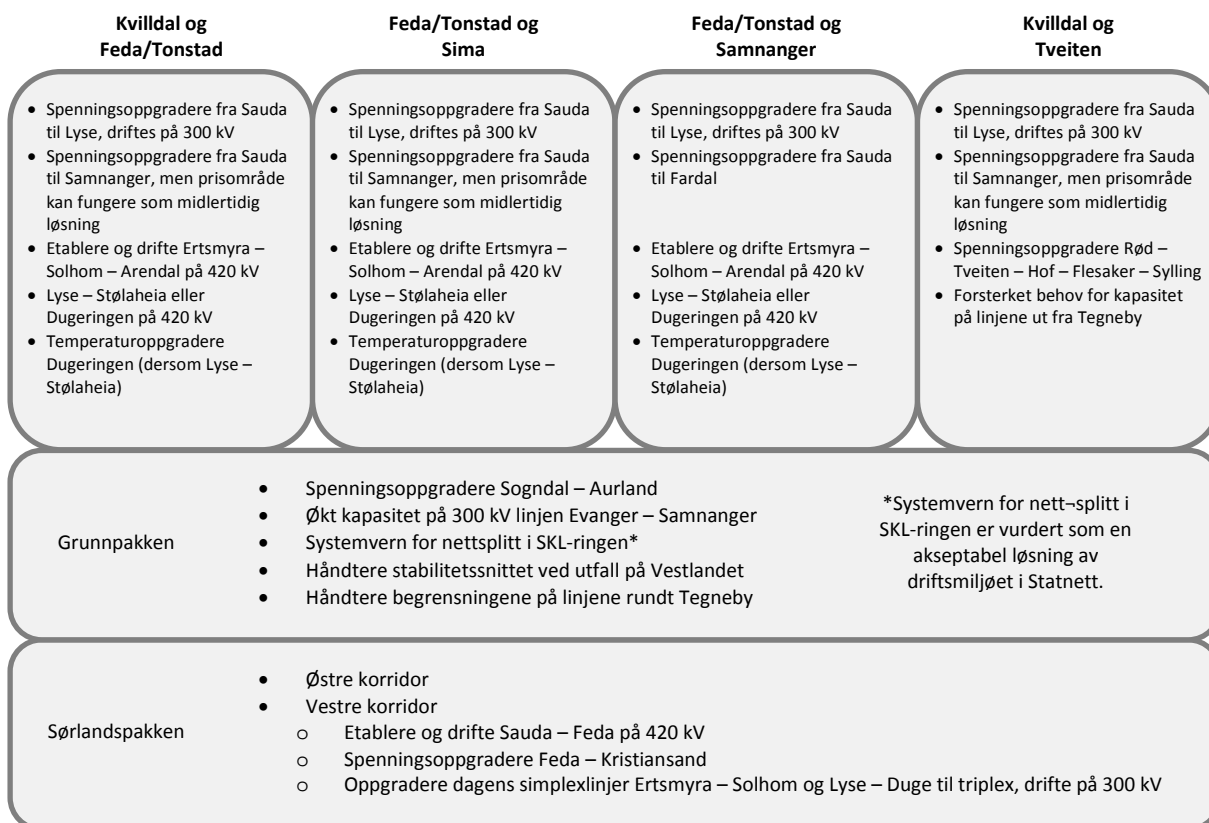 Kvilldal og
Feda/Tonstad
Feda/Tonstad og
Sima
Feda/Tonstad og
Samnanger
Kvilldal og
Tveiten
• Spenningsoppgradere fra Sauda
til Lyse, driftes på 300 kV
• Spenningsoppgradere fra Sauda
til Samnanger, men prisområde
kan fungere som midlertidig
løsning
• Etablere og drifte Ertsmyra –
Solhom – Arendal på 420 kV
• Lyse – Stølaheia eller
Dugeringen på 420 kV
• Temperaturoppgradere
Dugeringen (dersom Lyse –
Stølaheia)
• Spenningsoppgradere fra Sauda
til Lyse, driftes på 300 kV
• Spenningsoppgradere fra Sauda
til Samnanger, men prisområde
kan fungere som midlertidig
løsning
• Etablere og drifte Ertsmyra –
Solhom – Arendal på 420 kV
• Lyse – Stølaheia eller
Dugeringen på 420 kV
• Temperaturoppgradere
Dugeringen (dersom Lyse –
Stølaheia)
• Spenningsoppgradere fra Sauda
til Lyse, driftes på 300 kV
• Spenningsoppgradere fra Sauda
til Fardal
• Etablere og drifte Ertsmyra –
Solhom – Arendal på 420 kV
• Lyse – Stølaheia eller
Dugeringen på 420 kV
• Temperaturoppgradere
Dugeringen (dersom Lyse –
Stølaheia)
• Spenningsoppgradere fra Sauda
til Lyse, driftes på 300 kV
• Spenningsoppgradere fra Sauda
til Samnanger, men prisområde
kan fungere som midlertidig
løsning
• Spenningsoppgradere Rød –
Tveiten – Hof – Flesaker – Sylling
• Forsterket behov for kapasitet
på linjene ut fra Tegneby
Grunnpakken
• Spenningsoppgradere Sogndal – Aurland
• Økt kapasitet på 300 kV linjen Evanger – Samnanger
• Systemvern for nettsplitt i SKL-ringen*
• Håndtere stabilitetssnittet ved utfall på Vestlandet
• Håndtere begrensningene på linjene rundt Tegneby
*Systemvern for nett¬splitt i
SKL-ringen er vurdert som en
akseptabel løsning av
driftsmiljøet i Statnett.
Sørlandspakken
• Østre korridor
• Vestre korridor
o Etablere og drifte Sauda – Feda på 420 kV
o Spenningsoppgradere Feda – Kristiansand
o Oppgradere dagens simplexlinjer Ertsmyra – Solhom og Lyse – Duge til triplex, drifte på 300 kV